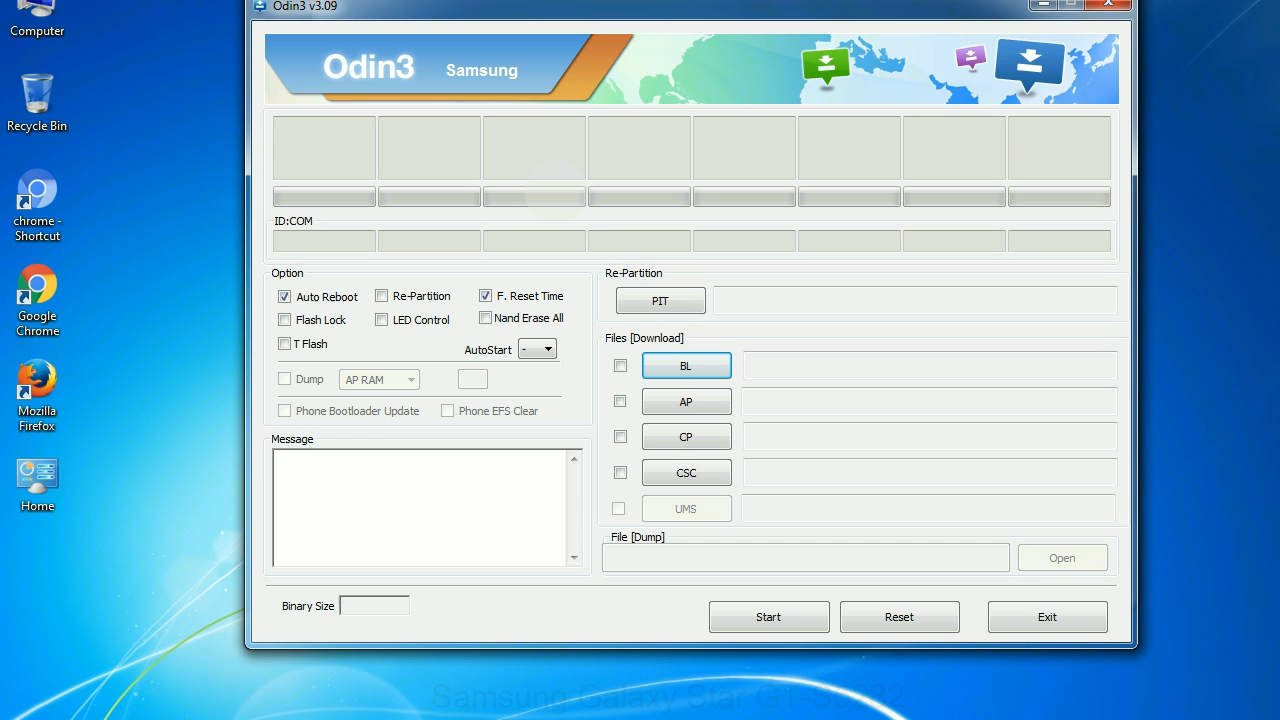 Odin3 v3.09
Computer
Recycle Bin
chrome -
Shortcut
Google
Chrome
Mozilla
Firefox
Home
Odin3 Samsung
ID:COM
Option
Auto Reboot
Re-Partition
F. Reset Time
Flash Lock
LED Control
Nand Erase All
T Flash
AutoStart -
Dump
AP RAM
Phone Bootloader Update
Phone EFS Clear
Message
Re-Partition
PIT
Files [Download]
BL
AP
CP
CSC
UMS
File [Dump]
Open
Binary Size
Start
Reset
Exit
Samsung Galaxy Star